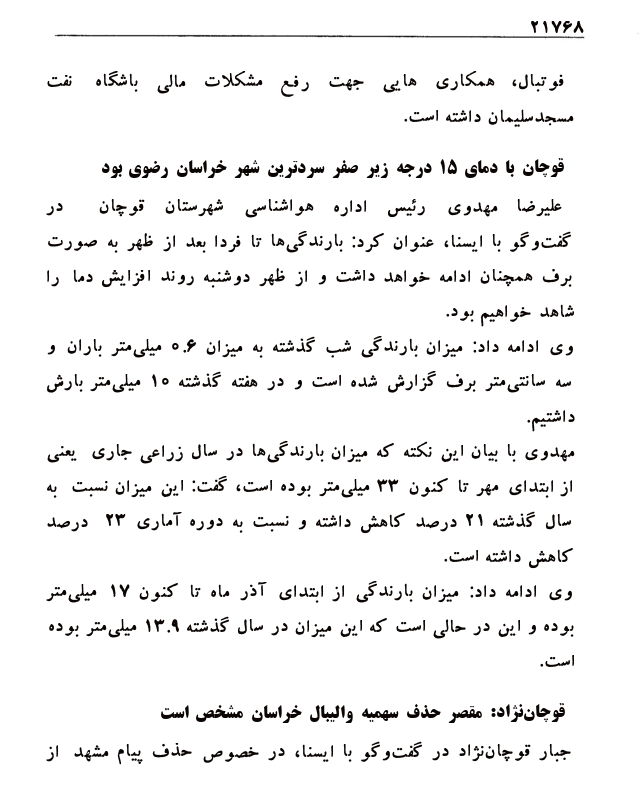 ۲۱۷۶۸
فوتبال، همکاری هایی جهت رفع مشکلات مالی باشگاه نفت
مسجدسلیمان داشته است.
قوچان با دمای ۱۵ درجه زیر صفر سردترین شهر خراسان رضوی بود
علیرضا مهدوی رئیس اداره هواشناسی شهرستان قوچان در
گفت‌وگو با ایسنا، عنوان کرد: بارندگی‌ها تا فردا بعد از ظهر به صورت
برف همچنان ادامه خواهد داشت و از ظهر دوشنبه روند افزایش دما را
شاهد خواهیم بود.
وی ادامه داد: میزان بارندگی شب گذشته به میزان ۰.۶ میلی‌متر باران و
سه سانتی‌متر برف گزارش شده است و در هفته گذشته ۱۰ میلی‌متر بارش
داشتیم.
مهدوی با بیان این نکته که میزان بارندگی‌ها در سال زراعی جاری یعنی
از ابتدای مهر تا کنون ۳۳ میلی‌متر بوده است، گفت: این میزان نسبت به
سال گذشته ۲۱ درصد کاهش داشته و نسبت به دوره آماری ۲۳ درصد
کاهش داشته است.
وی ادامه داد: میزان بارندگی از ابتدای آذر ماه تا کنون ۱۷ میلی‌متر
بوده و این در حالی است که این میزان در سال گذشته ۱۳.۹ میلی‌متر بوده
است.
قوچان‌نژاد: مقصر حذف سهمیه والیبال خراسان مشخص است
جبار قوچان‌نژاد در گفت‌وگو با ایسنا، در خصوص حذف پیام مشهد از